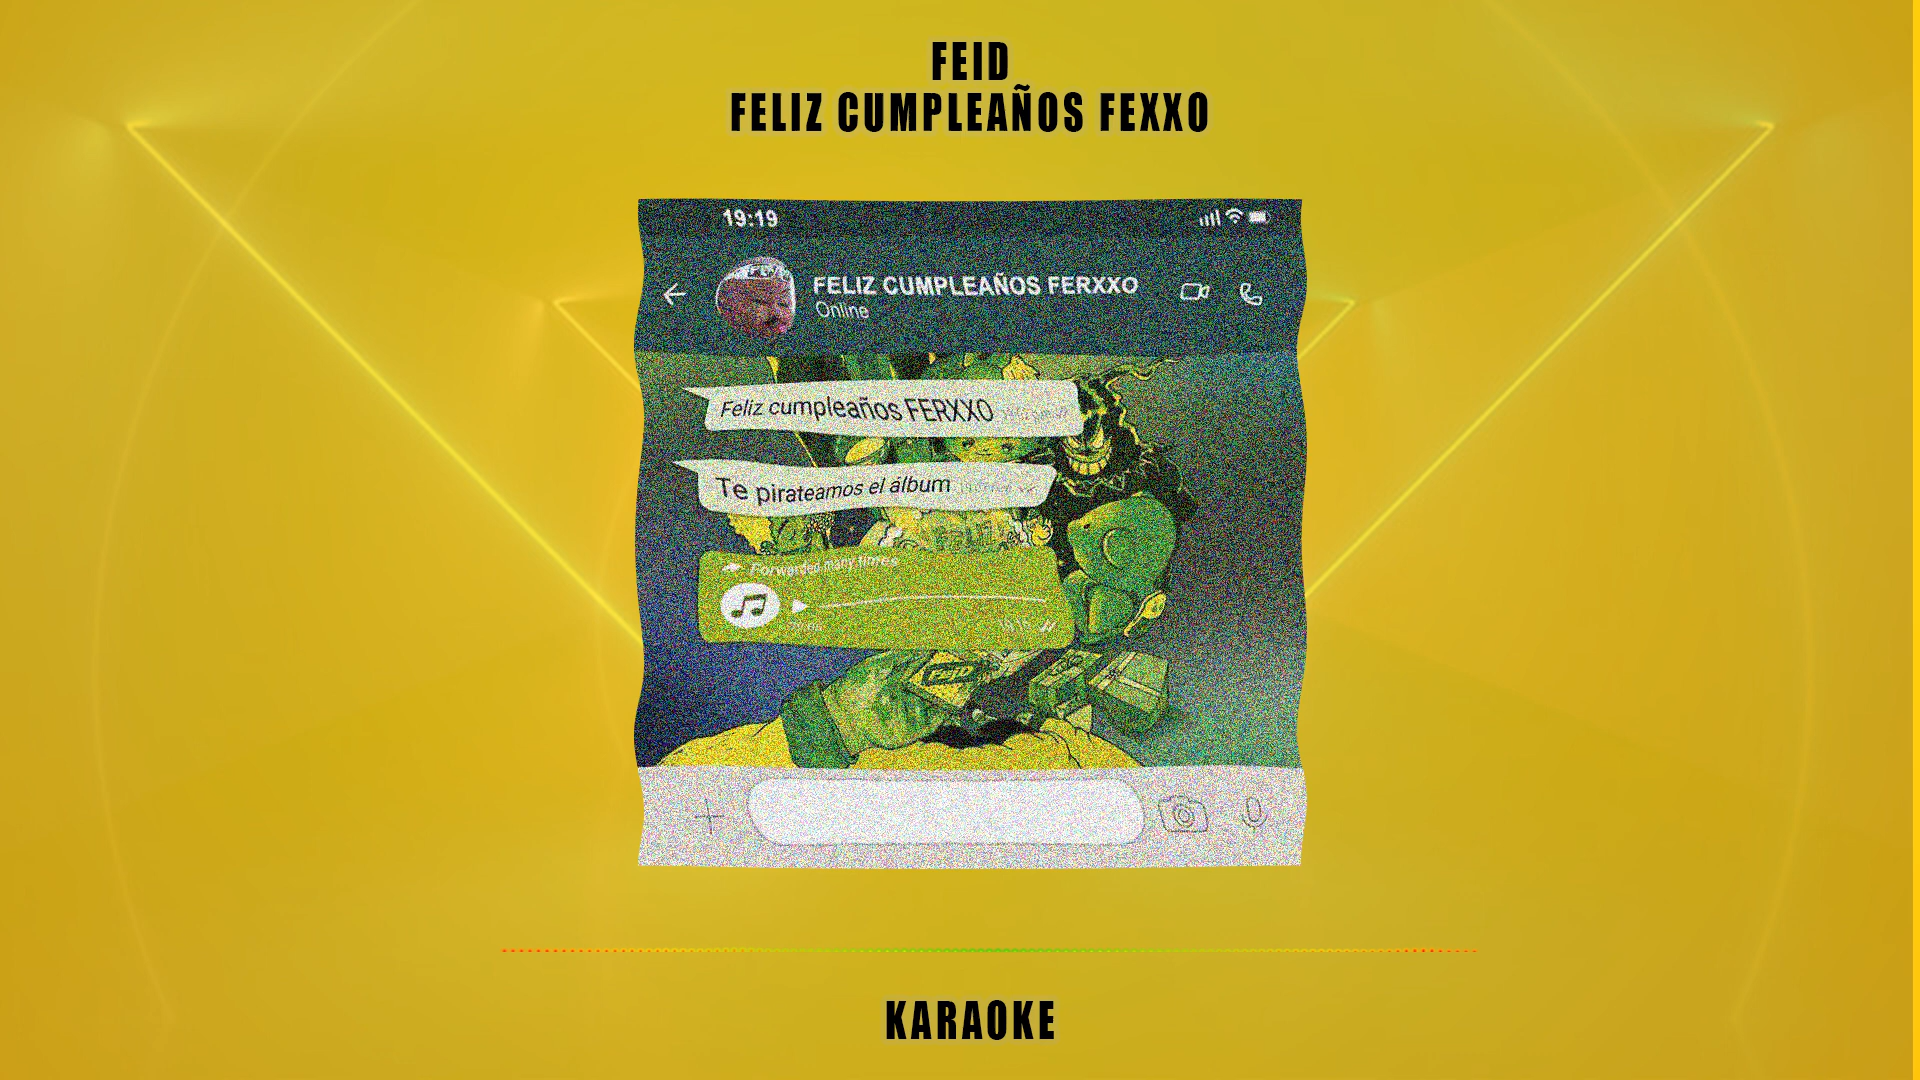 FEID
FELIZ CUMPLEAÑOS FEXXO
19:19
FELIZ CUMPLEAÑOS FERXXO
Online
Feliz cumpleaños FERXXO
Te pirateamos el álbum
Forwarded many times
FEID
KARAOKE